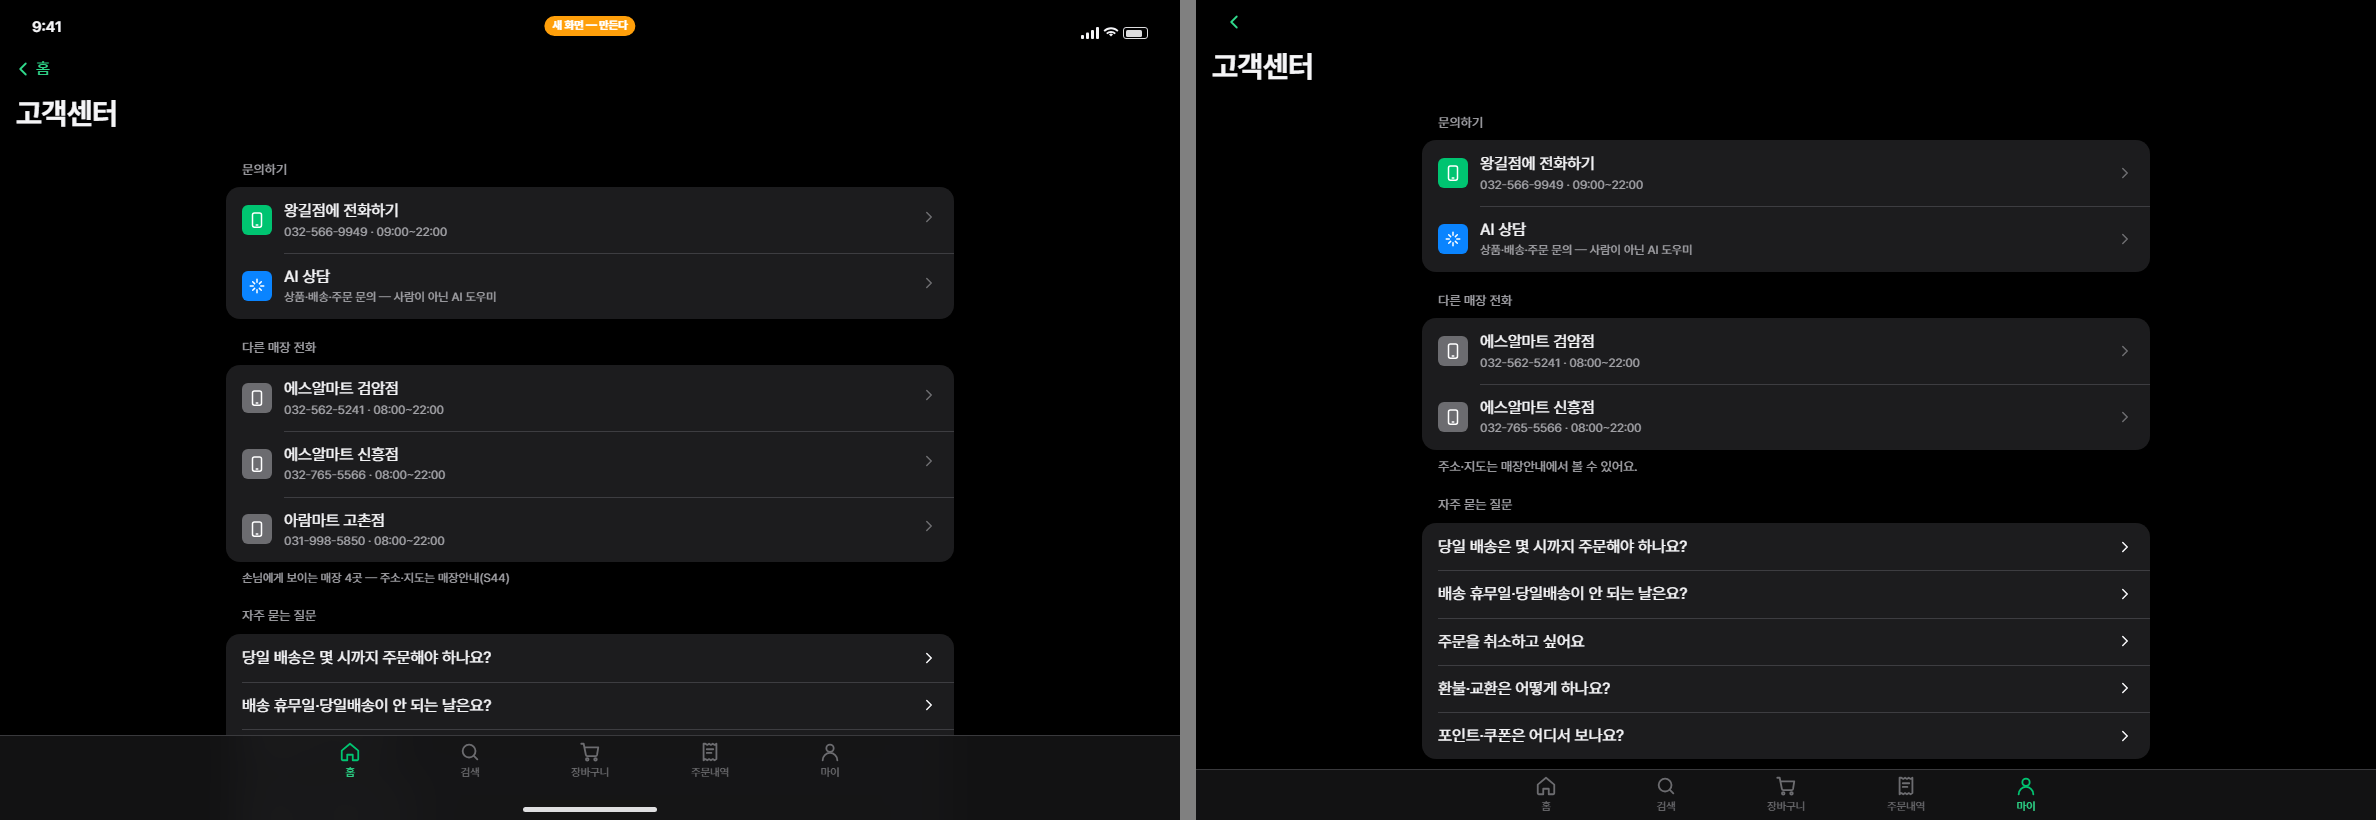 9:41
새 화면 — 만든다
홈
고객센터
문의하기
왕길점에 전화하기
032-566-9949 · 09:00~22:00
AI 상담
상품·배송·주문 문의 — 사람이 아닌 AI 도우미
다른 매장 전화
에스알마트 검암점
032-562-5241 · 08:00~22:00
에스알마트 신흥점
032-765-5566 · 08:00~22:00
아람마트 고촌점
031-998-5850 · 08:00~22:00
손님에게 보이는 매장 4곳 — 주소·지도는 매장안내(S44)
자주 묻는 질문
당일 배송은 몇 시까지 주문해야 하나요?
배송 휴무일·당일배송이 안 되는 날은요?
홈 검색 장바구니 주문내역 마이
고객센터
문의하기
왕길점에 전화하기
032-566-9949 · 09:00~22:00
AI 상담
상품·배송·주문 문의 — 사람이 아닌 AI 도우미
다른 매장 전화
에스알마트 검암점
032-562-5241 · 08:00~22:00
에스알마트 신흥점
032-765-5566 · 08:00~22:00
주소·지도는 매장안내에서 볼 수 있어요.
자주 묻는 질문
당일 배송은 몇 시까지 주문해야 하나요?
배송 휴무일·당일배송이 안 되는 날은요?
주문을 취소하고 싶어요
환불·교환은 어떻게 하나요?
포인트·쿠폰은 어디서 보나요?
홈 검색 장바구니 주문내역 마이